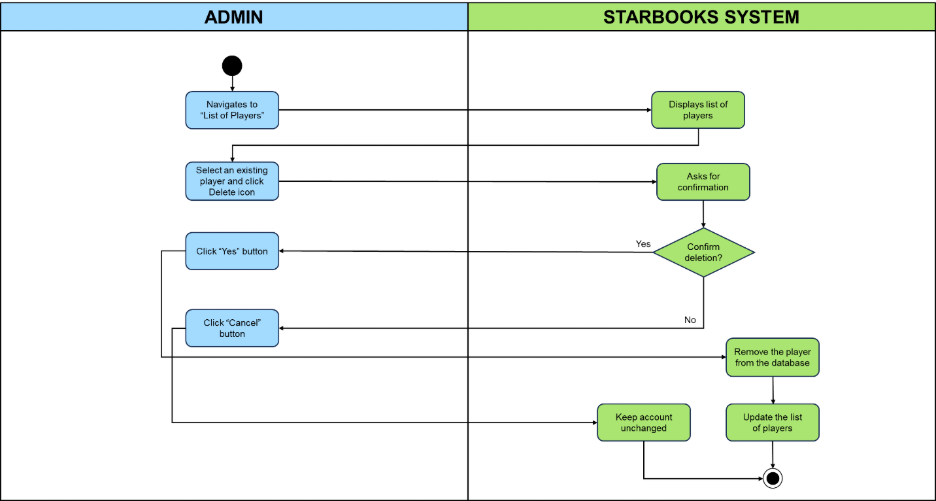 ADMIN
STARBOOKS SYSTEM
Navigates to
“List of Players”
Displays list of
players
Select an existing
player and click
Delete icon
Asks for
confirmation
Click “Yes” button
Yes
Confirm
deletion?
Click “Cancel”
button
No
Remove the player
from the database
Keep account
unchanged
Update the list
of players